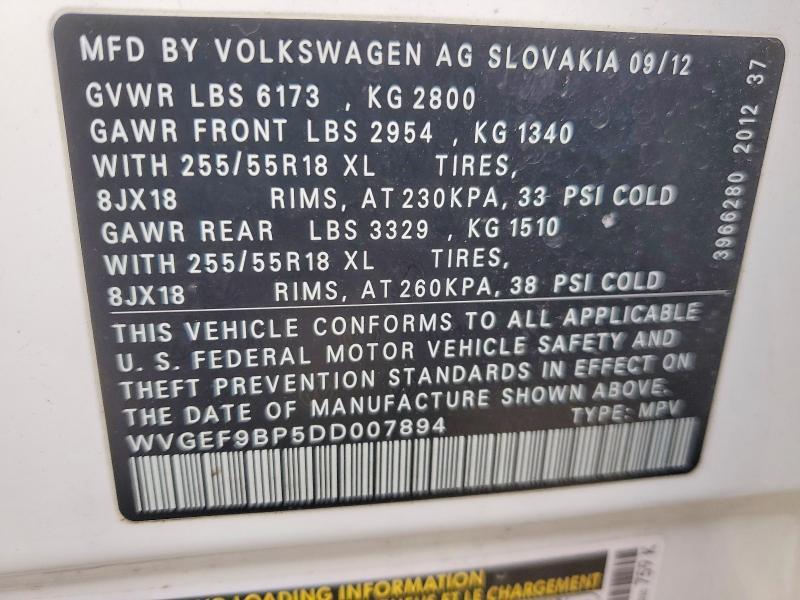 MFD BY VOLKSWAGEN AG SLOVAKIA 09/12
GVWR LBS 6173 , KG 2800
GAWR FRONT LBS 2954 , KG 1340
WITH 255/55R18 XL TIRES,
8JX18 RIMS, AT 230KPA, 33 PSI COLD
GAWR REAR LBS 3329 , KG 1510
WITH 255/55R18 XL TIRES,
8JX18 RIMS, AT 260KPA, 38 PSI COLD
THIS VEHICLE CONFORMS TO ALL APPLICABLE
U. S. FEDERAL MOTOR VEHICLE SAFETY AND
THEFT PREVENTION STANDARDS IN EFFECT ON
THE DATE OF MANUFACTURE SHOWN ABOVE.
WVGEF9BP5DD007894 TYPE: MPV
3966280 2012 37
LOADING INFORMATION
ET LE CHARGEMENT
759 K